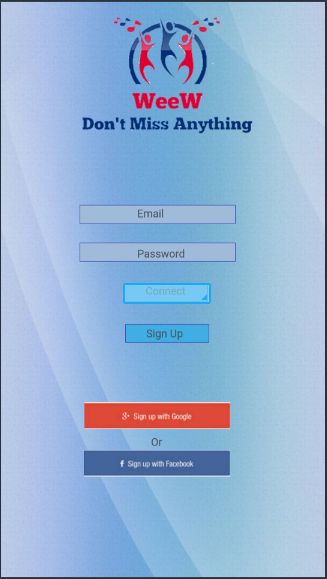 WeeW
Don't Miss Anything
Email
Password
Connect
Sign Up
g+ Sign up with Google
Or
f Sign up with Facebook